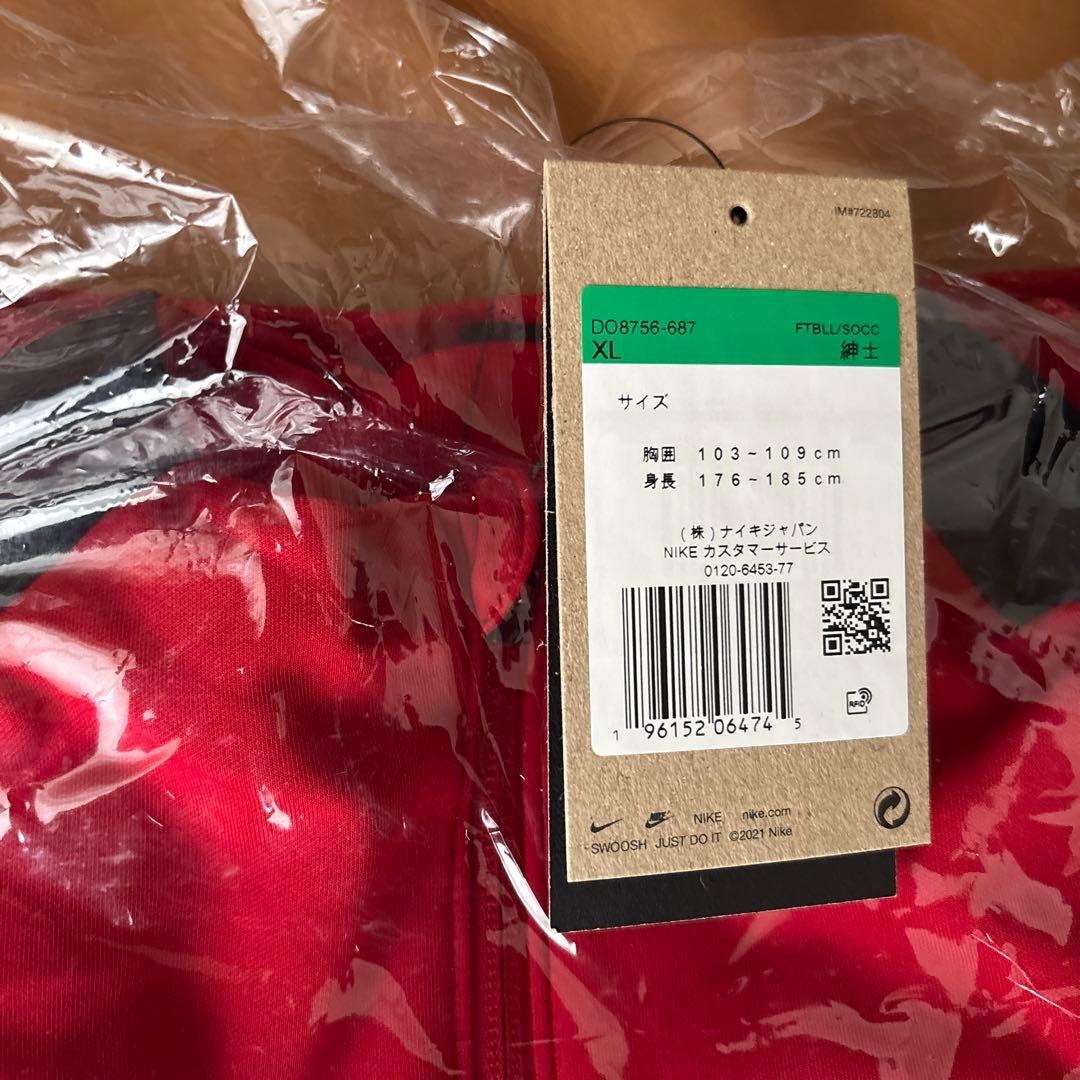 IM#722804
DO8756-687 FTBLL/SOCC
XL 紳士
サイズ
胸囲 103~109cm
身長 176~185cm
(株)ナイキジャパン
NIKE カスタマーサービス
0120-6453-77
1 96152 06474 5
RFID
NIKE nike.com
SWOOSH JUST DO IT ©2021 Nike